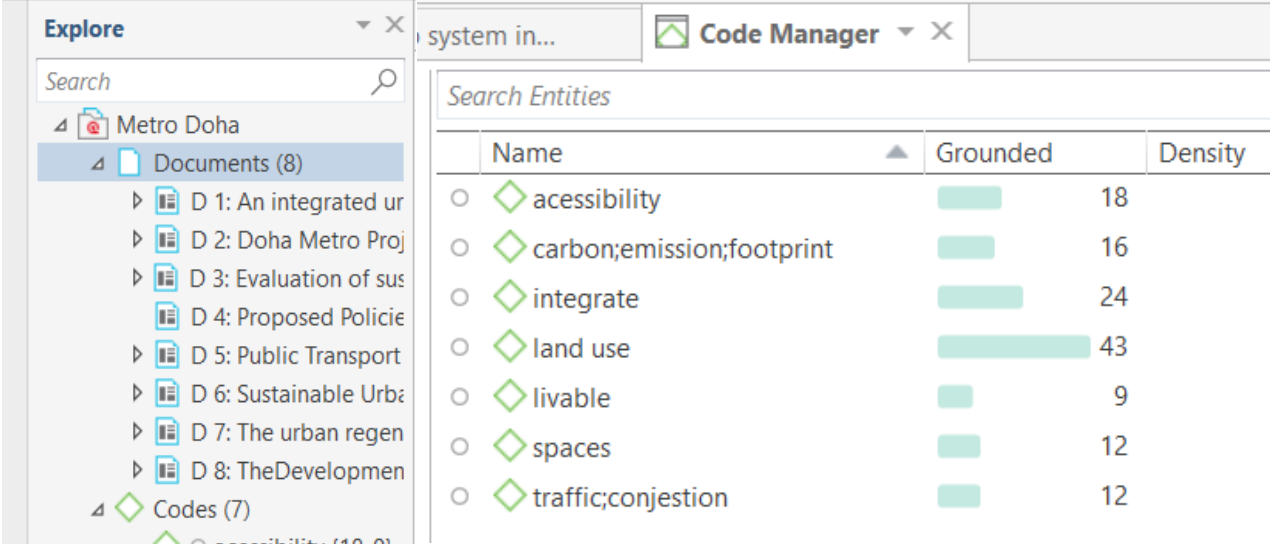 Explore
Search
Metro Doha
Documents (8)
D 1: An integrated ur
D 2: Doha Metro Proj
D 3: Evaluation of sus
D 4: Proposed Policie
D 5: Public Transport
D 6: Sustainable Urba
D 7: The urban regen
D 8: TheDevelopmen
Codes (7)
system in...
Code Manager
Search Entities
Name Grounded Density
acessibility 18
carbon;emission;footprint 16
integrate 24
land use 43
livable 9
spaces 12
traffic;conjestion 12